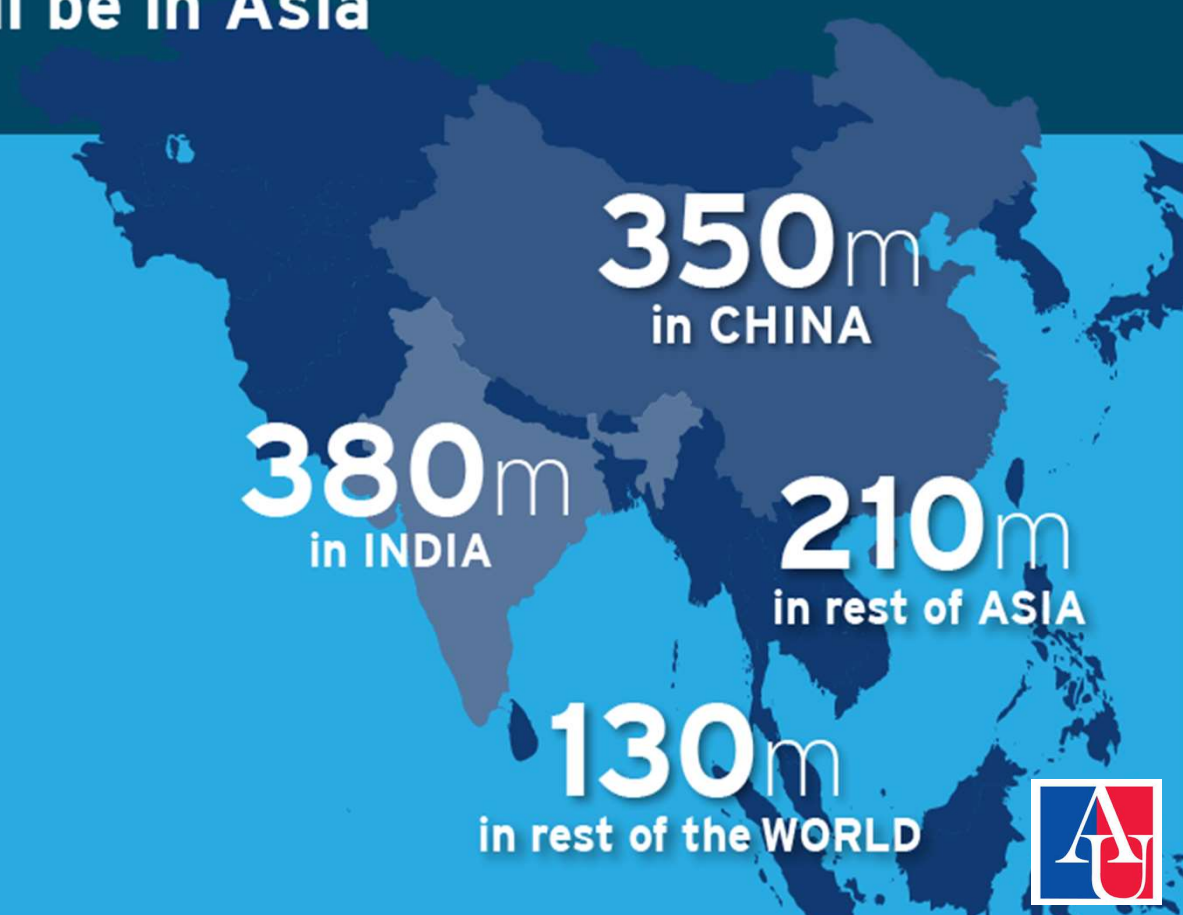 be in Asia
350m
in CHINA
380m
in INDIA
210m
in rest of ASIA
130m
in rest of the WORLD
AU